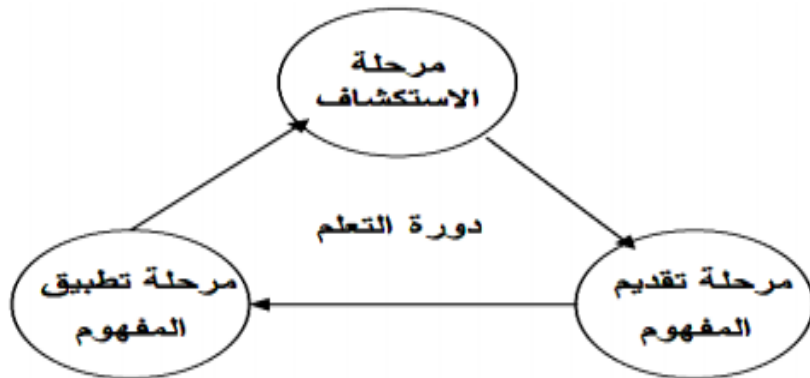 مرحلة
الاستكشاف
دورة التعلم
مرحلة تقديم
المفهوم
مرحلة تطبيق
المفهوم